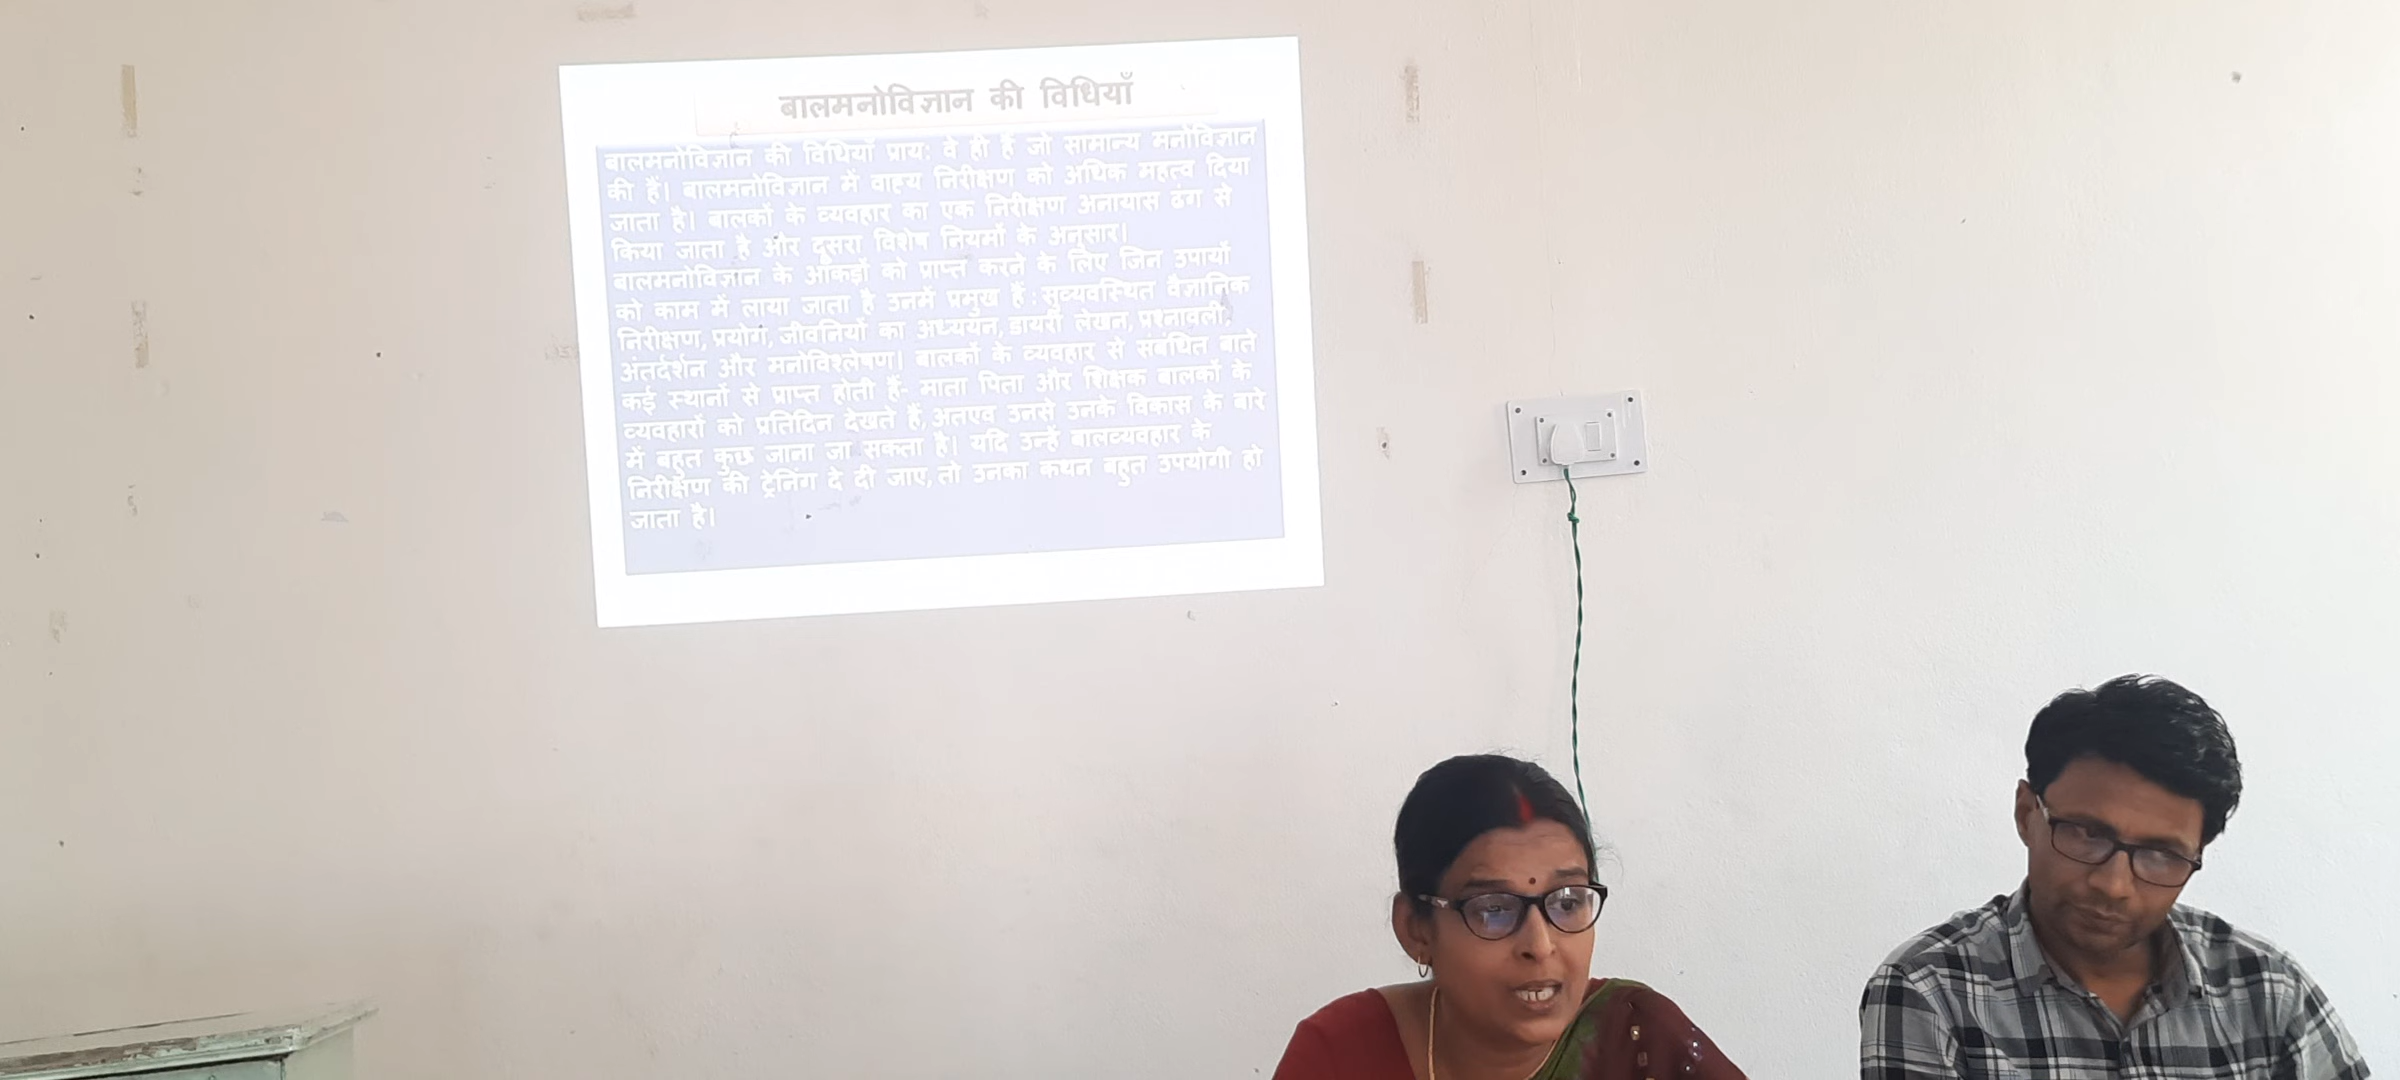 बालमनोविज्ञान की विधियाँ
बालमनोविज्ञान की विधियाँ प्राय: वे ही हैं जो सामान्य मनोविज्ञान
की हैं। बालमनोविज्ञान में वाह्य निरीक्षण को अधिक महत्व दिया
जाता है। बालकों के व्यवहार का एक निरीक्षण अनायास ढंग से
किया जाता है और दूसरा विशेष नियमों के अनुसार।
बालमनोविज्ञान के आँकड़ों को प्राप्त करने के लिए जिन उपायों
को काम में लाया जाता है उनमें प्रमुख हैं : सुव्यवस्थित वैज्ञानिक
निरीक्षण, प्रयोग, जीवनियों का अध्ययन, डायरी लेखन, प्रश्नावली,
अंतर्दर्शन और मनोविश्लेषण। बालकों के व्यवहार से संबंधित बाते
कई स्थानों से प्राप्त होती हैं- माता पिता और शिक्षक बालकों के
व्यवहारों को प्रतिदिन देखते हैं, अतएव उनसे उनके विकास के बारे
में बहुत कुछ जाना जा सकता है। यदि उन्हें बालव्यवहार के
निरीक्षण की ट्रेनिंग दे दी जाए, तो उनका कथन बहुत उपयोगी हो
जाता है।